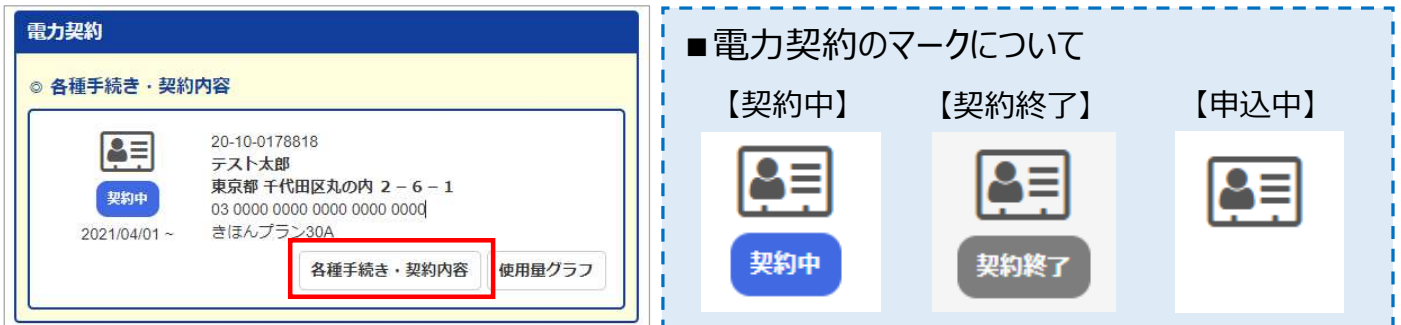 電力契約
◎ 各種手続き・契約内容
20-10-0178818
テスト太郎
東京都 千代田区丸の内 2－6－1
03 0000 0000 0000 0000 0000
契約中
2021/04/01 ~
きほんプラン30A
各種手続き・契約内容
使用量グラフ
■電力契約のマークについて
【契約中】 【契約終了】 【申込中】
契約中 契約終了